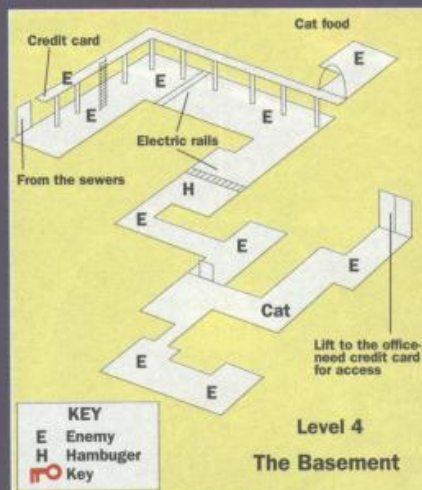 Cat food
Credit card
E
E
E
E
E
Electric rails
From the sewers
H
E
E
E
Cat
Lift to the office-
need credit card
for access
E
E
KEY
E Enemy
H Hambuger
Key
Level 4
The Basement